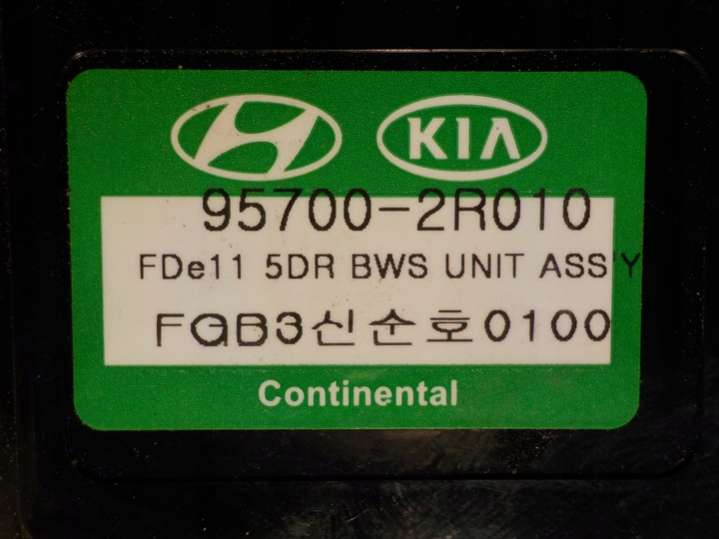 KIA
95700-2R010
FDe11 5DR BWS UNIT ASS'Y
FGB3신순호0100
Continental